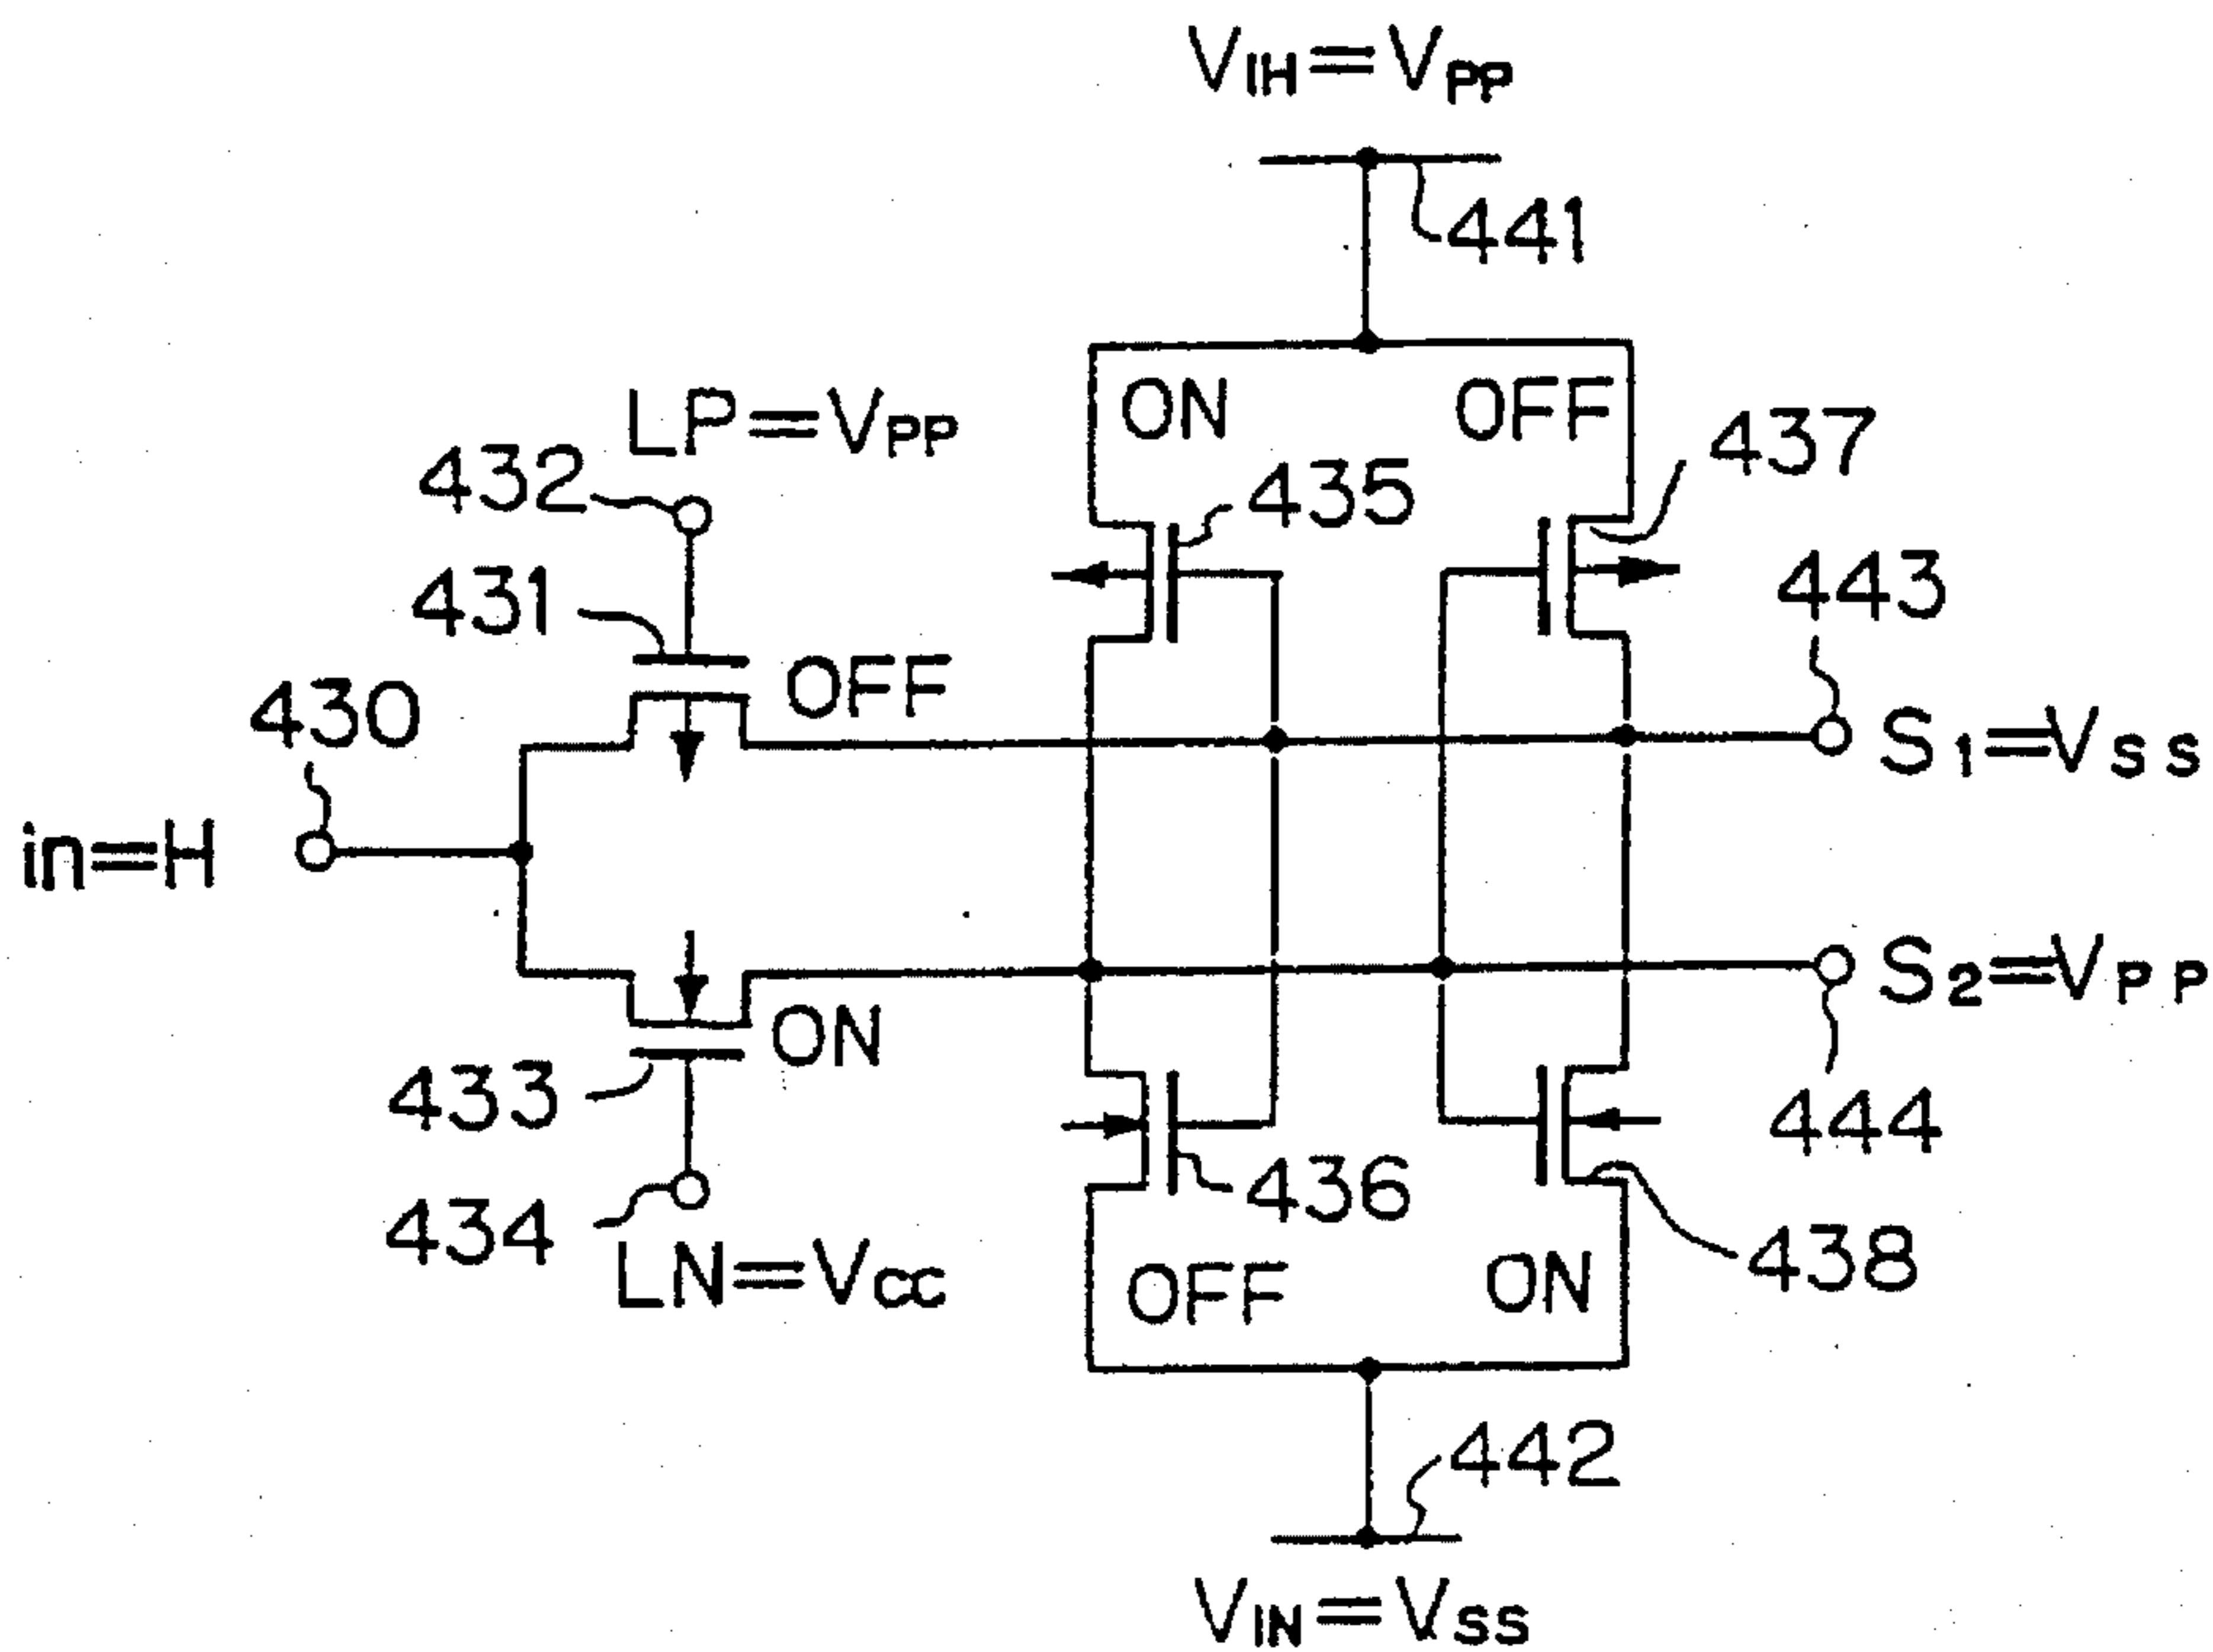 VIH=VPP
441
ON
OFF
LP=VPP
432
435
437
431
443
OFF
430
S1=VSS
in=H
S2=VPP
ON
433
444
434
436
438
LN=VCC
OFF
ON
442
VIN=VSS